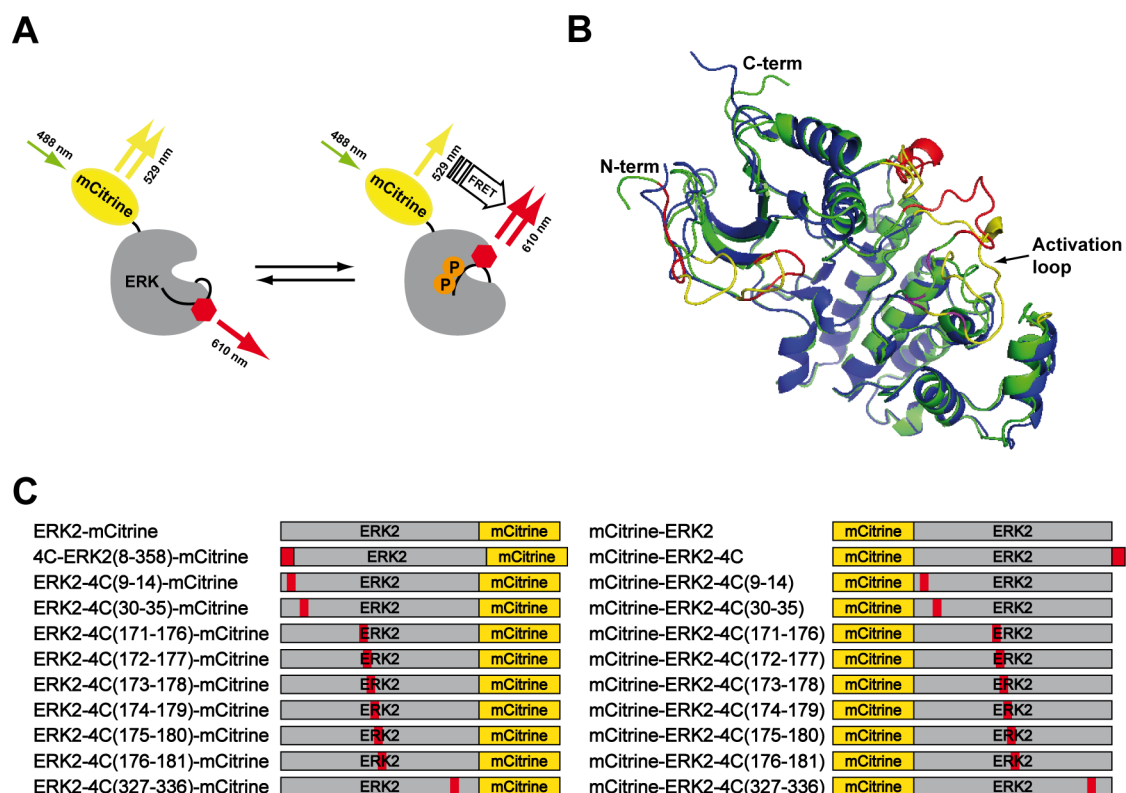 A
488 nm
529 nm
mCitrine
ERK
610 nm
488 nm
529 nm
mCitrine
FRET
610 nm
P
P
B
C-term
N-term
Activation
loop
C
ERK2-mCitrine ERK2 mCitrine
4C-ERK2(8-358)-mCitrine ERK2 mCitrine
ERK2-4C(9-14)-mCitrine ERK2 mCitrine
ERK2-4C(30-35)-mCitrine ERK2 mCitrine
ERK2-4C(171-176)-mCitrine ERK2 mCitrine
ERK2-4C(172-177)-mCitrine ERK2 mCitrine
ERK2-4C(173-178)-mCitrine ERK2 mCitrine
ERK2-4C(174-179)-mCitrine ERK2 mCitrine
ERK2-4C(175-180)-mCitrine ERK2 mCitrine
ERK2-4C(176-181)-mCitrine ERK2 mCitrine
ERK2-4C(327-336)-mCitrine ERK2 mCitrine
mCitrine-ERK2 mCitrine ERK2
mCitrine-ERK2-4C mCitrine ERK2
mCitrine-ERK2-4C(9-14) mCitrine ERK2
mCitrine-ERK2-4C(30-35) mCitrine ERK2
mCitrine-ERK2-4C(171-176) mCitrine ERK2
mCitrine-ERK2-4C(172-177) mCitrine ERK2
mCitrine-ERK2-4C(173-178) mCitrine ERK2
mCitrine-ERK2-4C(174-179) mCitrine ERK2
mCitrine-ERK2-4C(175-180) mCitrine ERK2
mCitrine-ERK2-4C(176-181) mCitrine ERK2
mCitrine-ERK2-4C(327-336) mCitrine ERK2